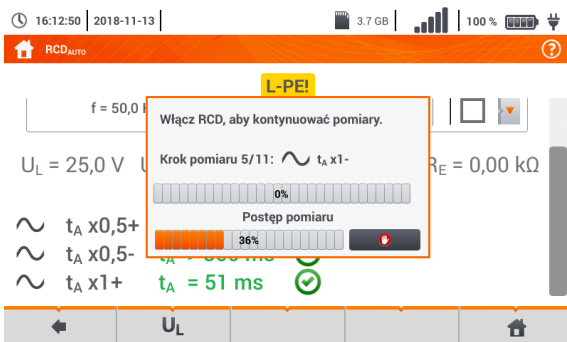 16:12:50 2018-11-13 3.7 GB 100 %
RCDAUTO ?
L-PE!
f = 50,0
Włącz RCD, aby kontynuować pomiary.
Krok pomiaru 5/11: tA x1-
0%
Postęp pomiaru
36%
UL = 25,0 V U RE = 0,00 kΩ
tA x0,5+
tA x0,5- ms
tA x1+ tA = 51 ms
UL